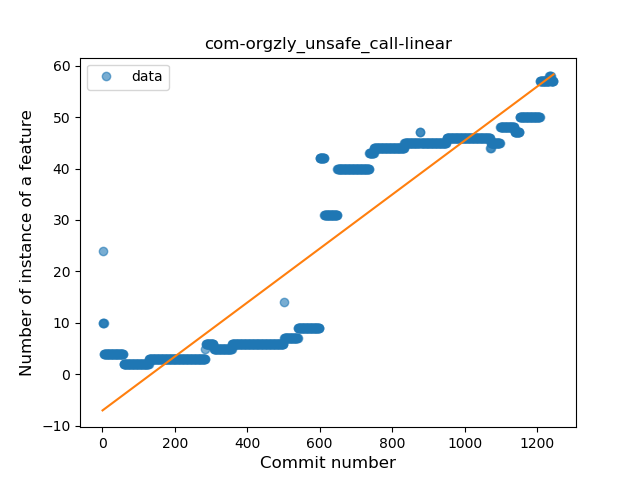 com-orgzly_unsafe_call-linear
data
Number of instance of a feature
60
50
40
30
20
10
0
−10
0 200 400 600 800 1000 1200
Commit number